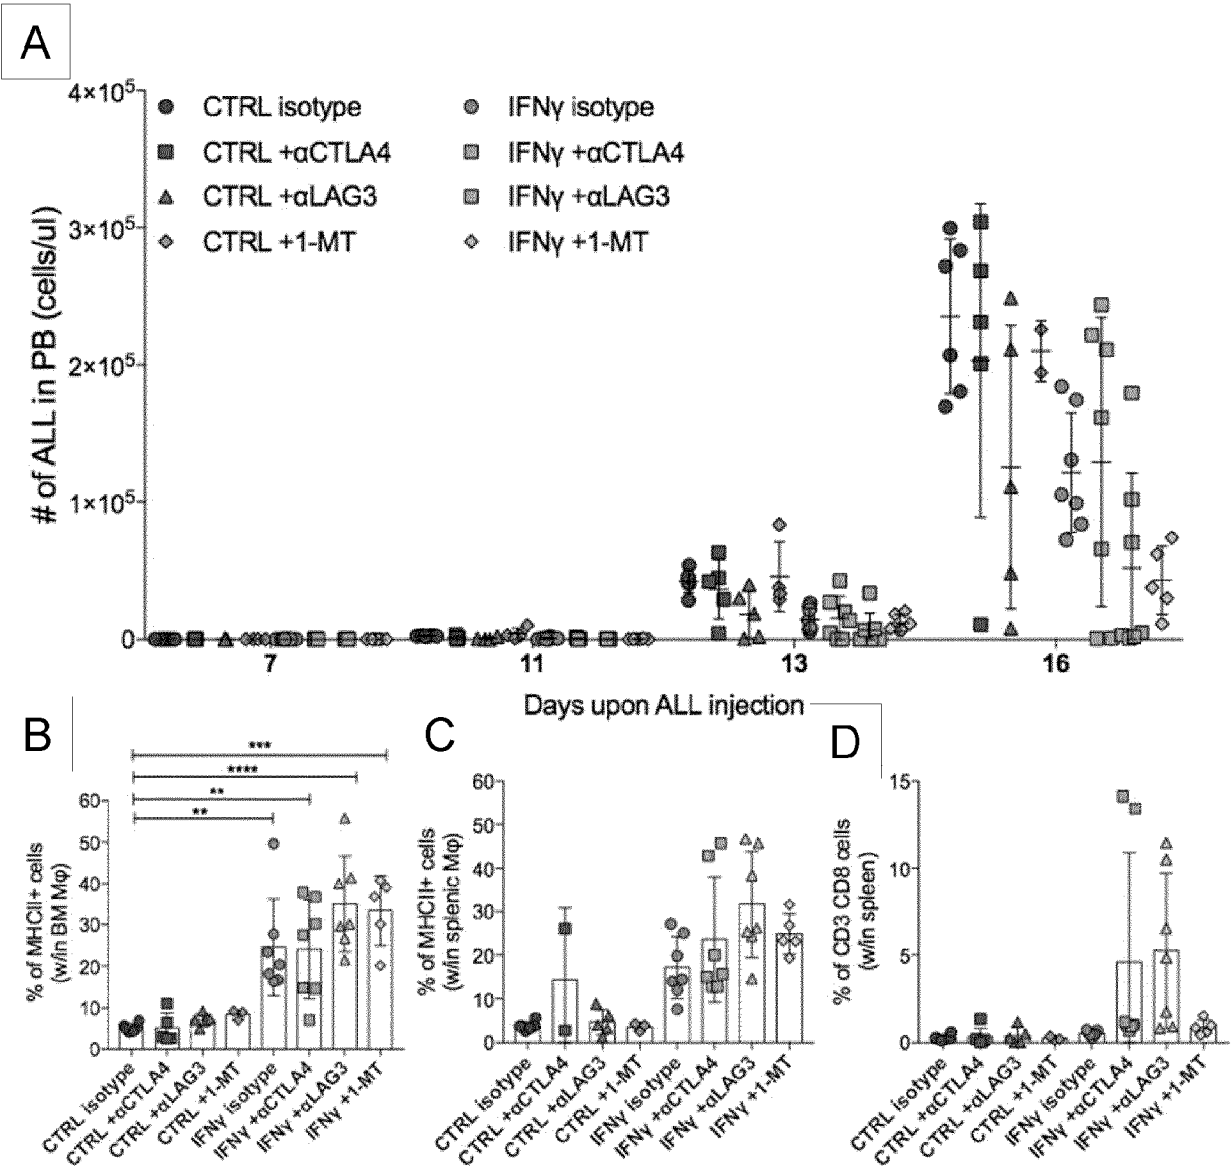 A
4×10⁵
3×10⁵
2×10⁵
1×10⁵
0
# of ALL in PB (cells/ul)
CTRL isotype
CTRL +αCTLA4
CTRL +αLAG3
CTRL +1-MT
IFNγ isotype
IFNγ +αCTLA4
IFNγ +αLAG3
IFNγ +1-MT
7 11 13 16
Days upon ALL injection
B
***
****
**
**
60
50
40
30
20
10
0
% of MHCII+ cells
(w/in BM Mφ)
CTRL isotype
CTRL +αCTLA4
CTRL +αLAG3
CTRL +1-MT
IFNγ isotype
IFNγ +αCTLA4
IFNγ +αLAG3
IFNγ +1-MT
C
60
50
40
30
20
10
0
% of MHCII+ cells
(w/in splenic Mφ)
CTRL isotype
CTRL +αCTLA4
CTRL +αLAG3
CTRL +1-MT
IFNγ isotype
IFNγ +αCTLA4
IFNγ +αLAG3
IFNγ +1-MT
D
15
10
5
0
% of CD3 CD8 cells
(w/in spleen)
CTRL isotype
CTRL +αCTLA4
CTRL +αLAG3
CTRL +1-MT
IFNγ isotype
IFNγ +αCTLA4
IFNγ +αLAG3
IFNγ +1-MT